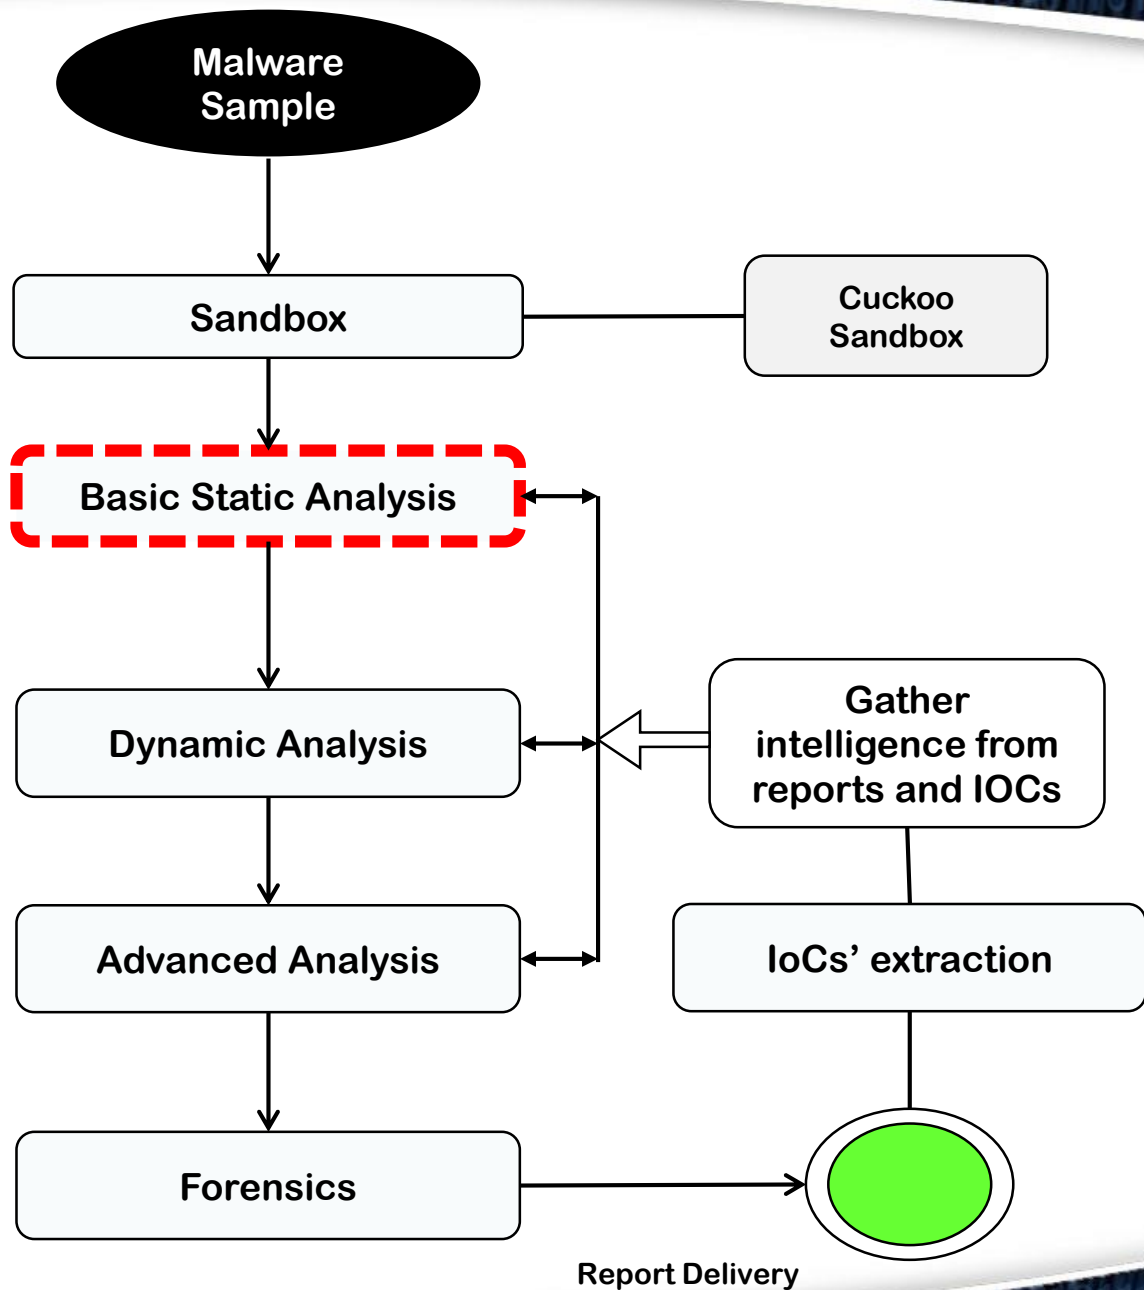 Malware
Sample
Sandbox
Cuckoo
Sandbox
Basic Static Analysis
Dynamic Analysis
Gather
intelligence from
reports and IOCs
Advanced Analysis
IoCs’ extraction
Forensics
Report Delivery